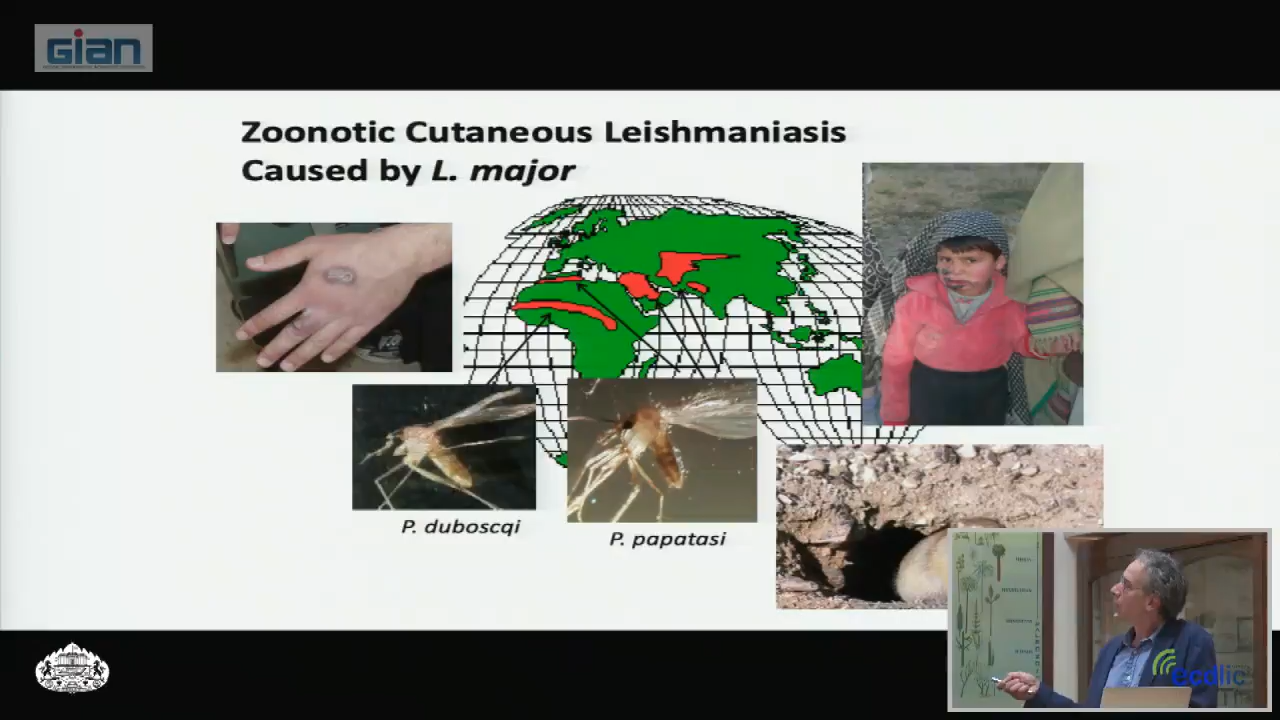 Gian
Zoonotic Cutaneous Leishmaniasis
Caused by L. major
P. duboscqi
P. papatasi
ecdlic